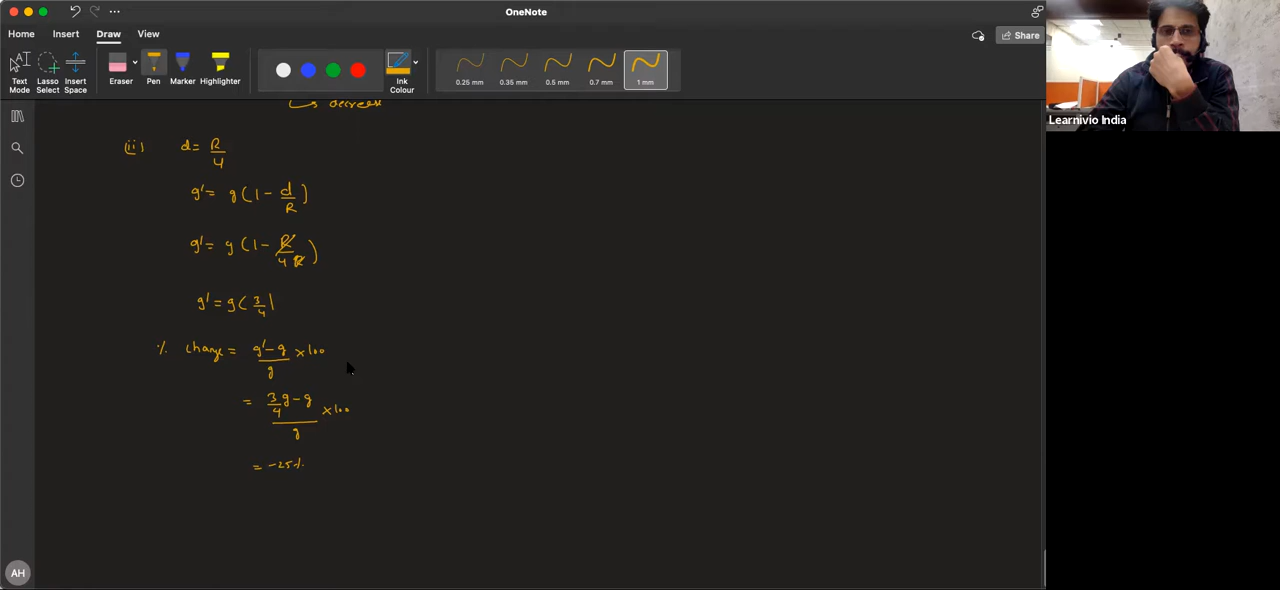 OneNote
Home Insert Draw View
Share
Text Mode
Lasso Select
Insert Space
Eraser
Pen
Marker
Highlighter
Ink Colour
0.25 mm
0.35 mm
0.5 mm
0.7 mm
1 mm
Learnivio India
↳ decrease
(ii) d = R/4
g' = g (1 - d/R)
g' = g (1 - R/4R)
g' = g (3/4)
% change = g' - g/g × 100
= 3/4 g - g/g × 100
= -25%
AH